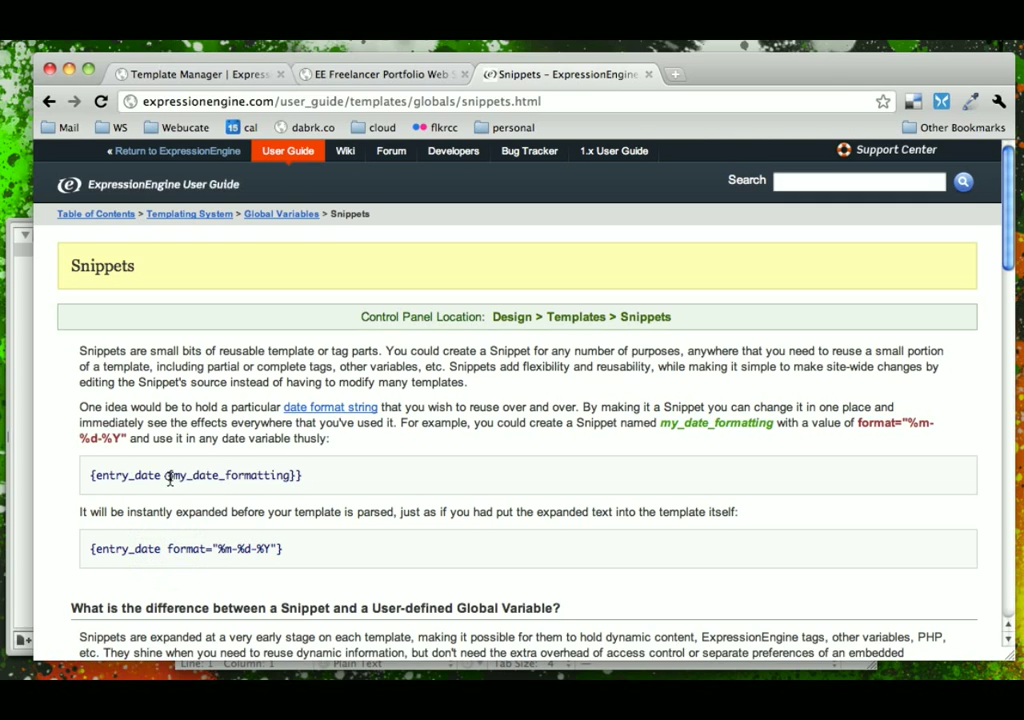 Template Manager | Express
EE Freelancer Portfolio Web S
Snippets - ExpressionEngine
expressionengine.com/user_guide/templates/globals/snippets.html
Mail
WS
Webucate
15 cal
dabrk.co
cloud
flkrcc
personal
Other Bookmarks
« Return to ExpressionEngine
User Guide
Wiki
Forum
Developers
Bug Tracker
1.x User Guide
Support Center
ExpressionEngine User Guide
Search
Table of Contents > Templating System > Global Variables > Snippets
Snippets
Control Panel Location: Design > Templates > Snippets
Snippets are small bits of reusable template or tag parts. You could create a Snippet for any number of purposes, anywhere that you need to reuse a small portion
of a template, including partial or complete tags, other variables, etc. Snippets add flexibility and reusability, while making it simple to make site-wide changes by
editing the Snippet's source instead of having to modify many templates.
One idea would be to hold a particular date format string that you wish to reuse over and over. By making it a Snippet you can change it in one place and
immediately see the effects everywhere that you've used it. For example, you could create a Snippet named my_date_formatting with a value of format="%m-
%d-%Y" and use it in any date variable thusly:
{entry_date {my_date_formatting}}
It will be instantly expanded before your template is parsed, just as if you had put the expanded text into the template itself:
{entry_date format="%m-%d-%Y"}
What is the difference between a Snippet and a User-defined Global Variable?
Snippets are expanded at a very early stage on each template, making it possible for them to hold dynamic content, ExpressionEngine tags, other variables, PHP,
etc. They shine when you need to reuse dynamic information, but don't need the extra overhead of access control or separate preferences of an embedded
Line: 1 Column: 1
Plain Text
Tab Size: 4